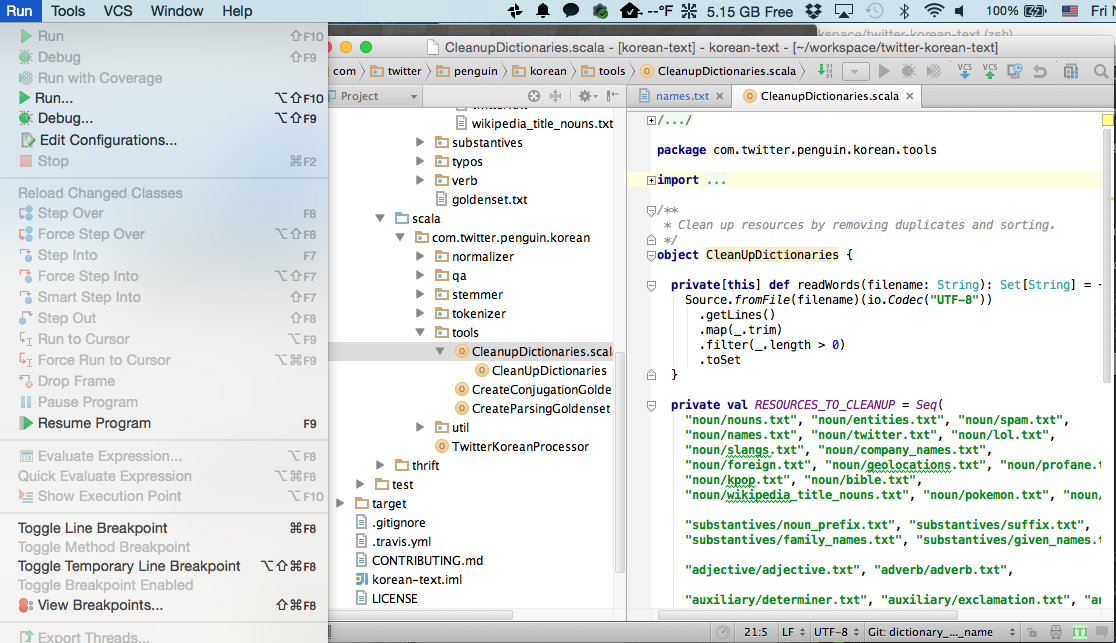 Run Tools VCS Window Help --°F 5.15 GB Free 100% Fri
Run ⇧F10
Debug ⇧F9
Run with Coverage
Run... ⌥⇧F10
Debug... ⌥⇧F9
Edit Configurations...
Stop ⌘F2
Reload Changed Classes
Step Over F8
Force Step Over ⌥⇧F8
Step Into F7
Force Step Into ⌥⇧F7
Smart Step Into ⇧F7
Step Out ⇧F8
Run to Cursor ⌥F9
Force Run to Cursor ⌥⌘F9
Drop Frame
Pause Program
Resume Program F9
Evaluate Expression... ⌥F8
Quick Evaluate Expression ⌥⌘F8
Show Execution Point ⌥F10
Toggle Line Breakpoint ⌘F8
Toggle Method Breakpoint
Toggle Temporary Line Breakpoint ⌥⇧⌘F8
Toggle Breakpoint Enabled
View Breakpoints... ⇧⌘F8
Export Threads...
kspace/twitter-korean-text (zsh)
CleanupDictionaries.scala - [korean-text] - korean-text - [~/workspace/twitter-korean-text]
com twitter penguin korean tools CleanupDictionaries.scala
Project
wikipedia_title_nouns.txt
substantives
typos
verb
goldenset.txt
scala
com.twitter.penguin.korean
normalizer
qa
stemmer
tokenizer
tools
CleanupDictionaries.scal
CleanUpDictionaries
CreateConjugationGolde
CreateParsingGoldenset
util
TwitterKoreanProcessor
thrift
test
target
.gitignore
.travis.yml
CONTRIBUTING.md
korean-text.iml
LICENSE
names.txt CleanupDictionaries.scala
/.../
package com.twitter.penguin.korean.tools
import ...
/**
* Clean up resources by removing duplicates and sorting.
*/
object CleanUpDictionaries {
private[this] def readWords(filename: String): Set[String] =
Source.fromFile(filename)(io.Codec("UTF-8"))
.getLines()
.map(_.trim)
.filter(_.length > 0)
.toSet
}
private val RESOURCES_TO_CLEANUP = Seq(
"noun/nouns.txt", "noun/entities.txt", "noun/spam.txt",
"noun/names.txt", "noun/twitter.txt", "noun/lol.txt",
"noun/slangs.txt", "noun/company_names.txt",
"noun/foreign.txt", "noun/geolocations.txt", "noun/profane.t
"noun/kpop.txt", "noun/bible.txt",
"noun/wikipedia_title_nouns.txt", "noun/pokemon.txt", "noun/
"substantives/noun_prefix.txt", "substantives/suffix.txt",
"substantives/family_names.txt", "substantives/given_names.t
"adjective/adjective.txt", "adverb/adverb.txt",
"auxiliary/determiner.txt", "auxiliary/exclamation.txt", "au
21:5 LF UTF-8 Git: dictionary_..._name [T]